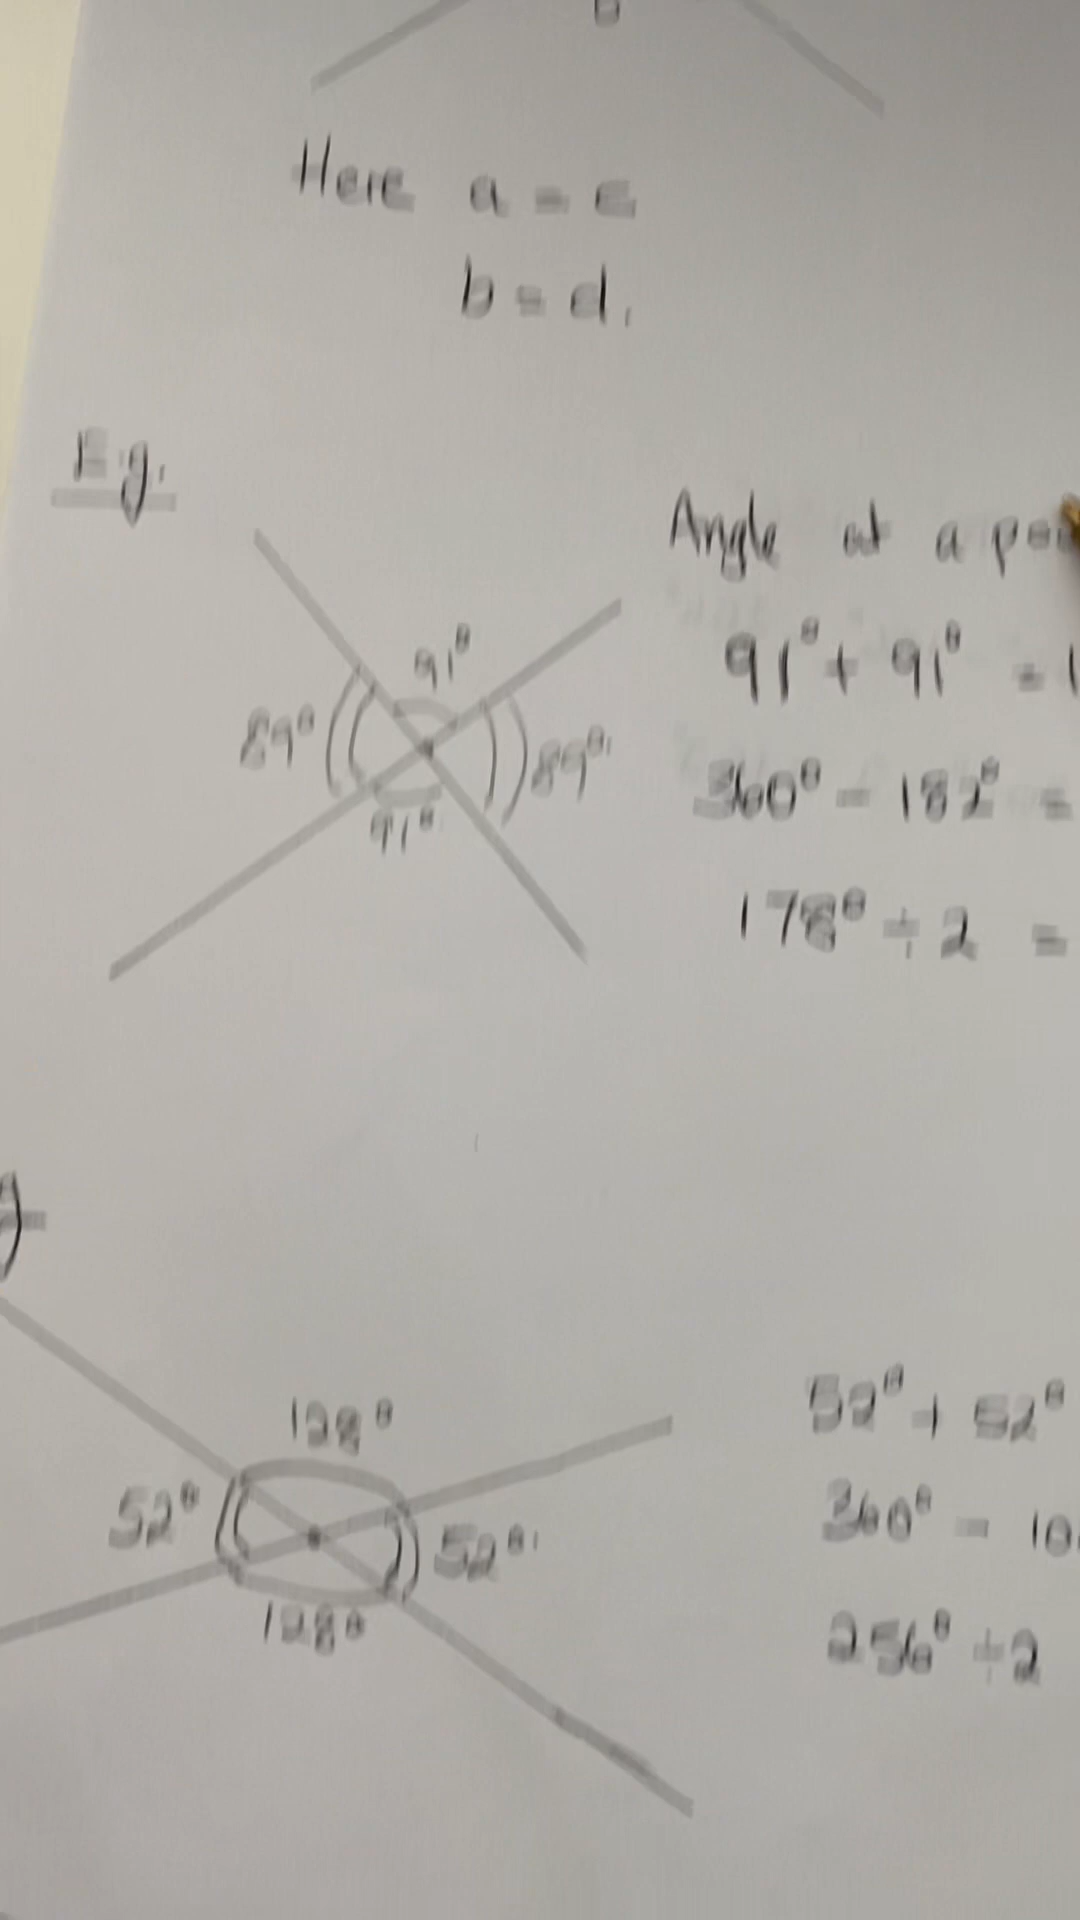 Here a = c
b = d.
E.g.
Angle at a
91° + 91° =
91°
89°
89°
91°
360° - 182° =
178° ÷ 2 =
128°
52°
52°
128°
52° + 52°
360° -
256° ÷ 2